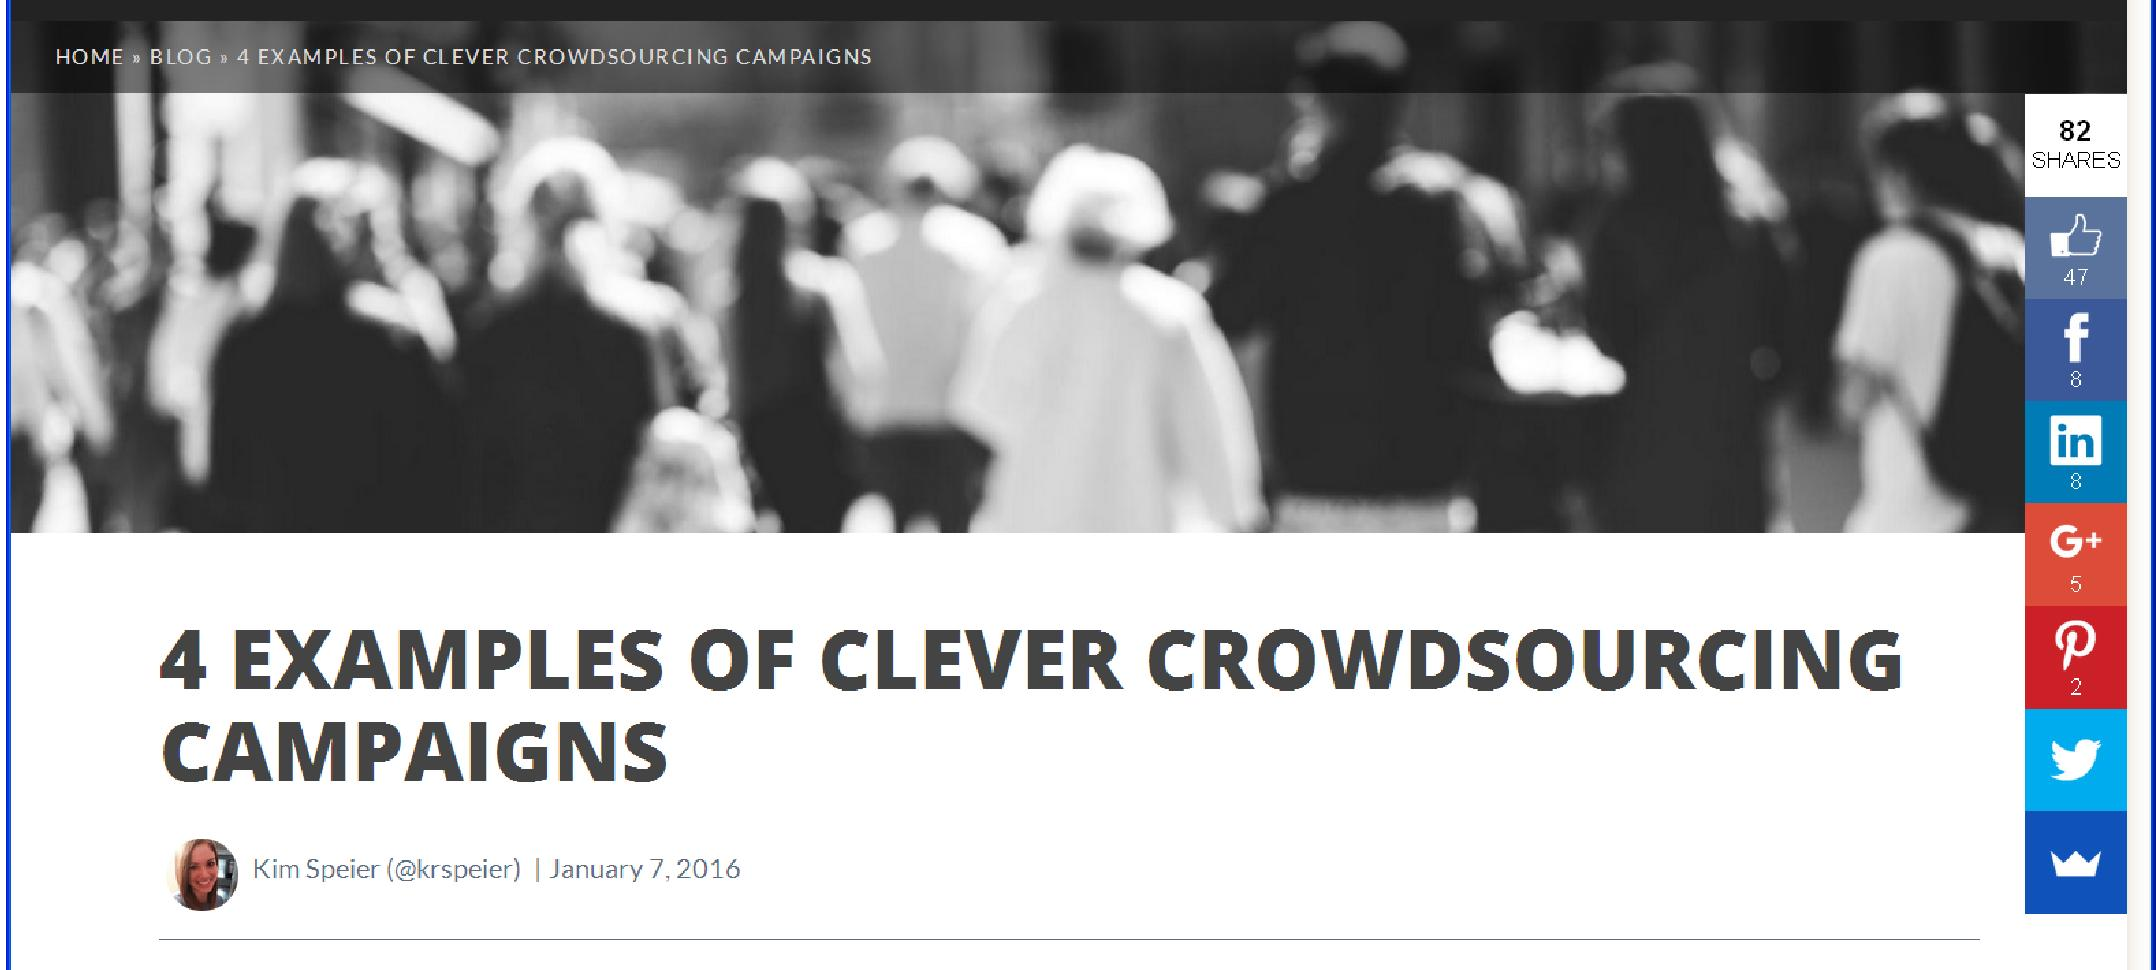 HOME » BLOG » 4 EXAMPLES OF CLEVER CROWDSOURCING CAMPAIGNS
82
SHARES
47
f
8
in
8
G+
5
2
4 EXAMPLES OF CLEVER CROWDSOURCING
CAMPAIGNS
Kim Speier (@krspeier) | January 7, 2016